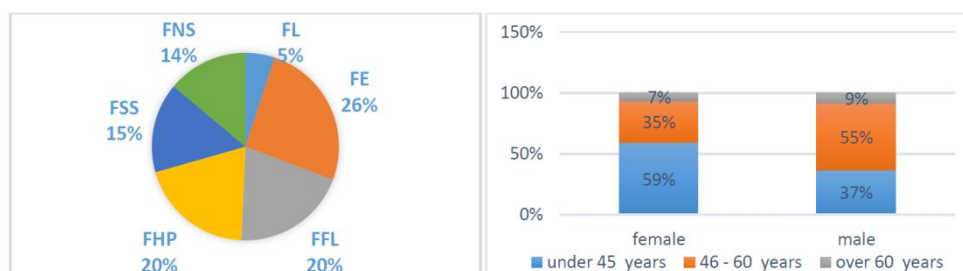 FNS
14%
FL
5%
FE
26%
FSS
15%
FHP
20%
FFL
20%
150%
100%
50%
0%
7%
35%
59%
9%
55%
37%
female
male
under 45 years
46 - 60 years
over 60 years